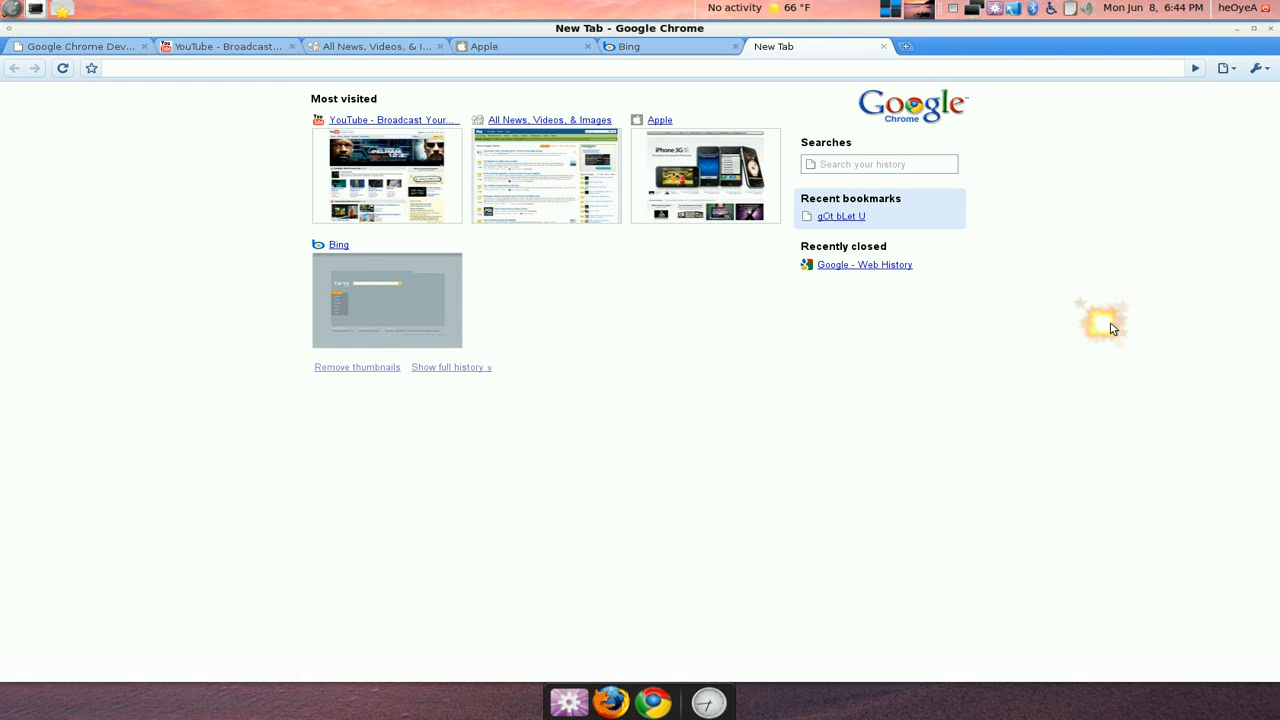 No activity 66 °F Mon Jun 8, 6:44 PM heOyeA
New Tab - Google Chrome
Google Chrome Dev... YouTube - Broadcast... All News, Videos, & I... Apple Bing New Tab
Most visited
YouTube - Broadcast Your... All News, Videos, & Images Apple
iPhone 3G
Bing
Remove thumbnails Show full history »
Google
Chrome
Searches
Search your history
Recent bookmarks
gOt bLet U
Recently closed
Google - Web History